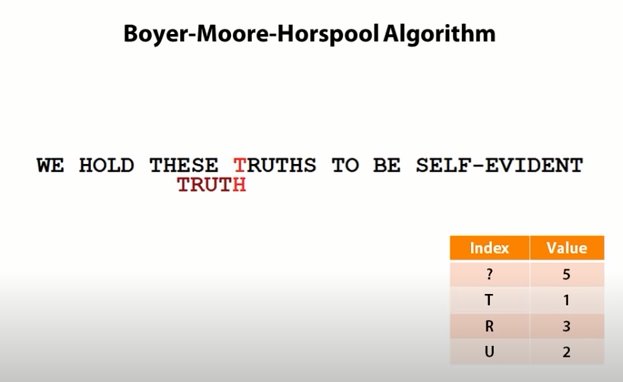 Boyer-Moore-Horspool Algorithm
WE HOLD THESE TRUTHS TO BE SELF-EVIDENT
TRUTH
Index Value
? 5
T 1
R 3
U 2